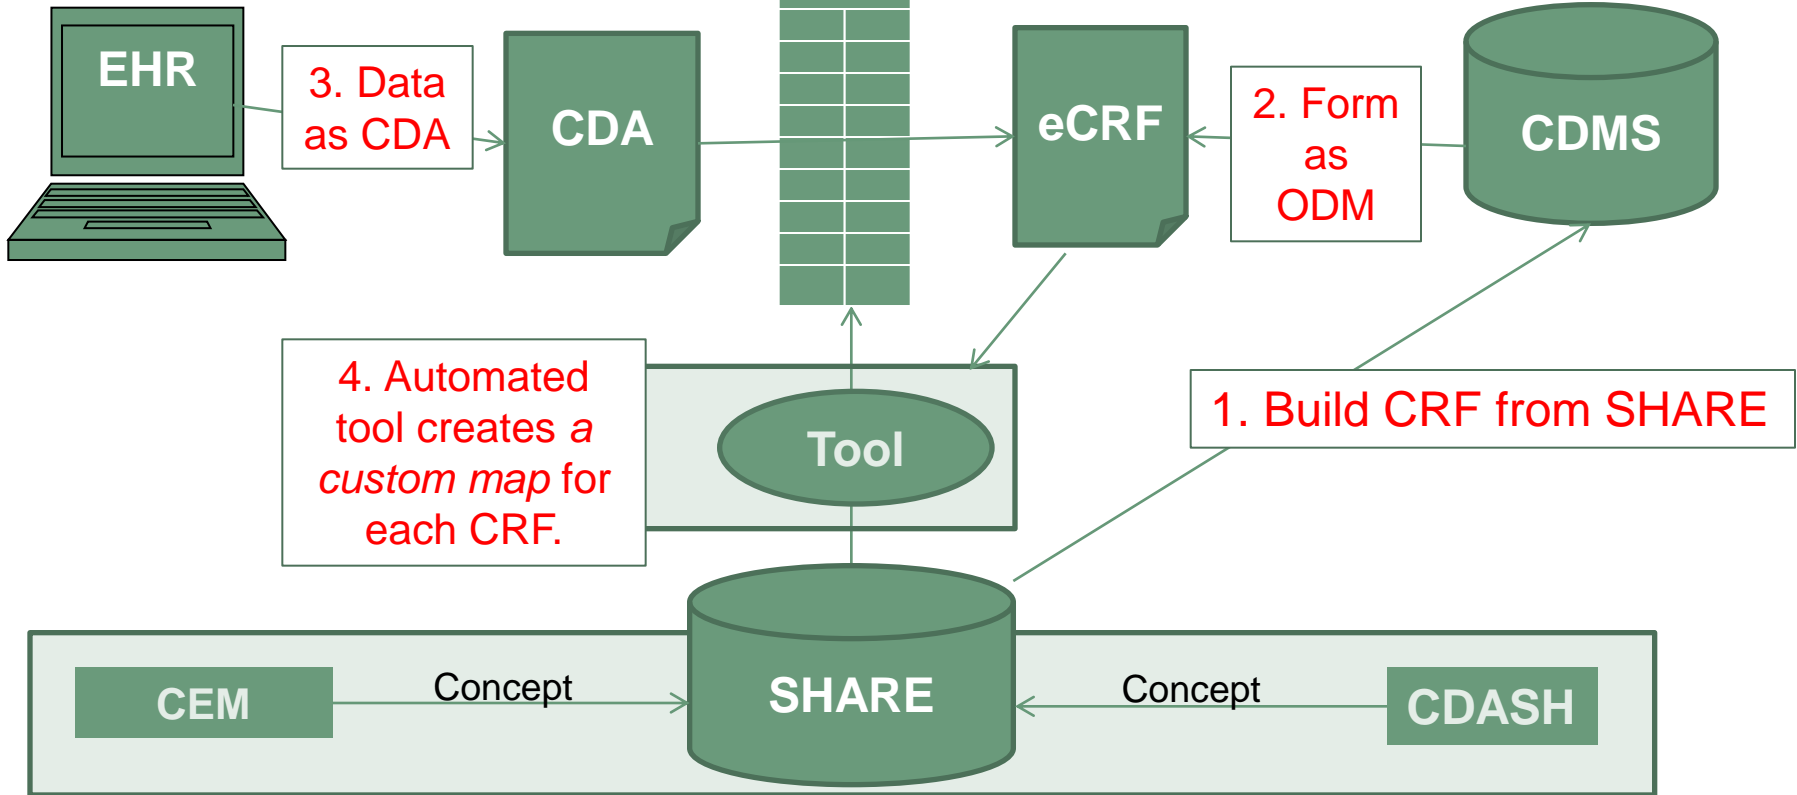 EHR
3. Data
as CDA
CDA
eCRF
2. Form
as
ODM
CDMS
4. Automated
tool creates a
custom map for
each CRF.
Tool
1. Build CRF from SHARE
CEM
Concept
SHARE
Concept
CDASH